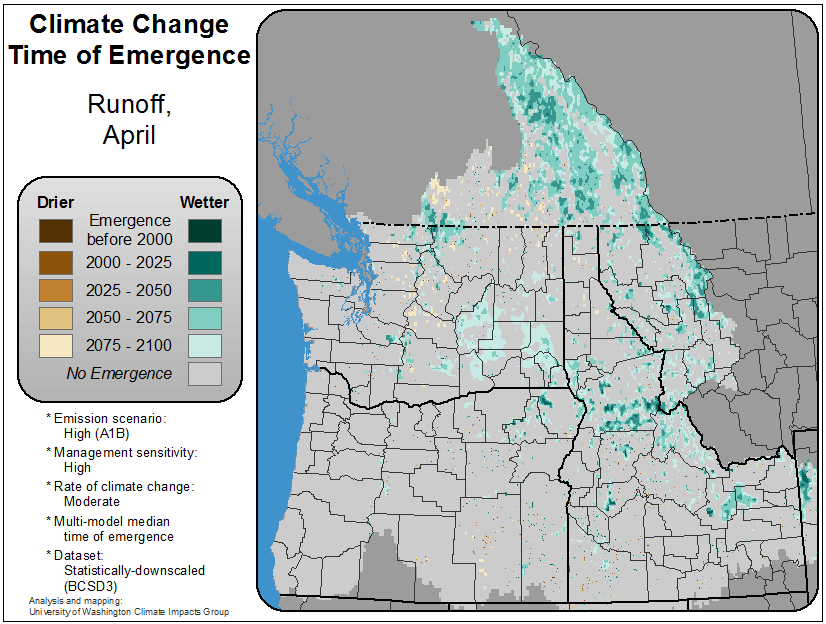 Climate Change
Time of Emergence
Runoff,
April
Drier
Wetter
Emergence
before 2000
2000 - 2025
2025 - 2050
2050 - 2075
2075 - 2100
No Emergence
* Emission scenario:
High (A1B)
* Management sensitivity:
High
* Rate of climate change:
Moderate
* Multi-model median
time of emergence
* Dataset:
Statistically-downscaled
(BCSD3)
Analysis and mapping:
University of Washington Climate Impacts Group